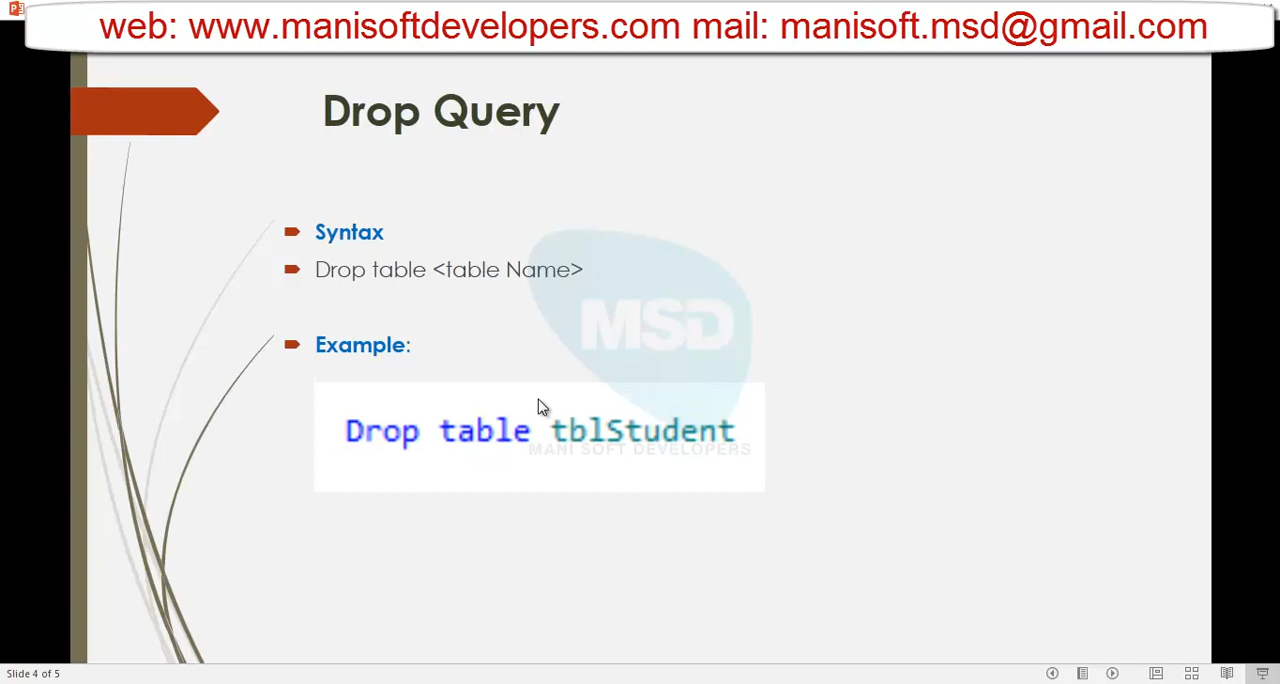 web: www.manisoftdevelopers.com mail: manisoft.msd@gmail.com
Drop Query
Syntax
Drop table <table Name>
MSD
Example:
Drop table tblStudent
MANI SOFT DEVELOPERS
Slide 4 of 5